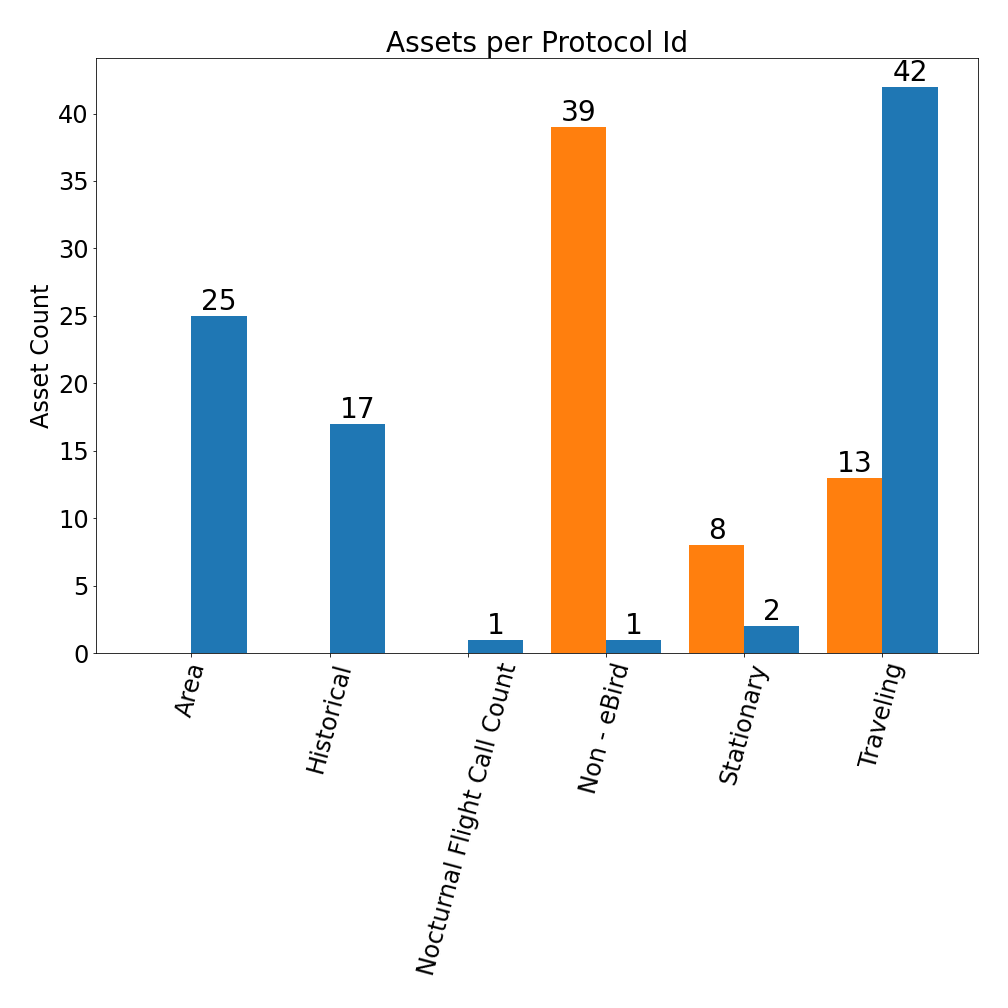 Assets per Protocol Id
Asset Count
40
35
30
25
20
15
10
5
0
25
17
1
39
1
8
2
13
42
Area
Historical
Nocturnal Flight Call Count
Non - eBird
Stationary
Traveling